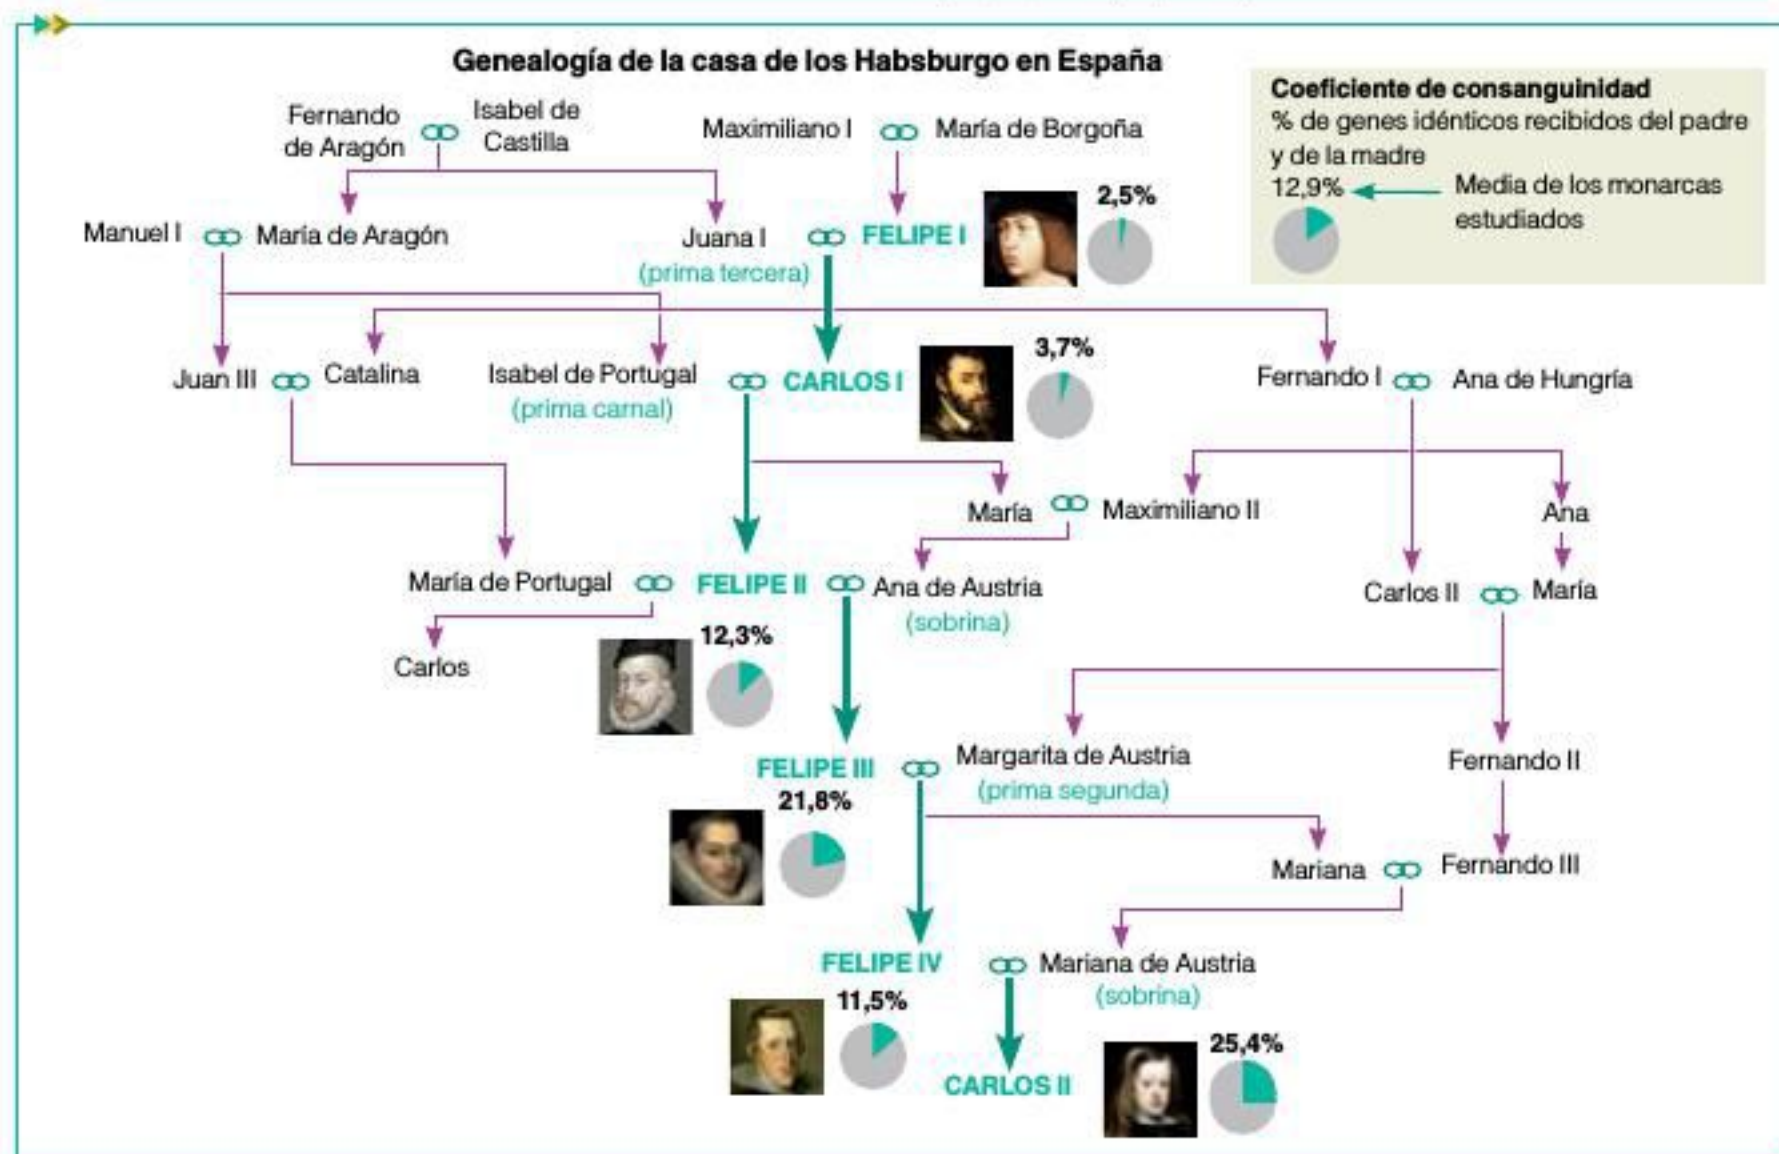 Genealogía de la casa de los Habsburgo en España
Coeficiente de consanguinidad
% de genes idénticos recibidos del padre
y de la madre
12,9%
Media de los monarcas
estudiados
Fernando
de Aragón
Isabel de
Castilla
Maximiliano I
María de Borgoña
2,5%
Manuel I
María de Aragón
Juana I
(prima tercera)
FELIPE I
3,7%
Juan III
Catalina
Isabel de Portugal
(prima carnal)
CARLOS I
Fernando I
Ana de Hungría
María
Maximiliano II
Ana
María de Portugal
FELIPE II
Ana de Austria
(sobrina)
Carlos II
María
12,3%
Carlos
FELIPE III
Margarita de Austria
(prima segunda)
Fernando II
21,8%
Mariana
Fernando III
FELIPE IV
Mariana de Austria
(sobrina)
11,5%
25,4%
CARLOS II